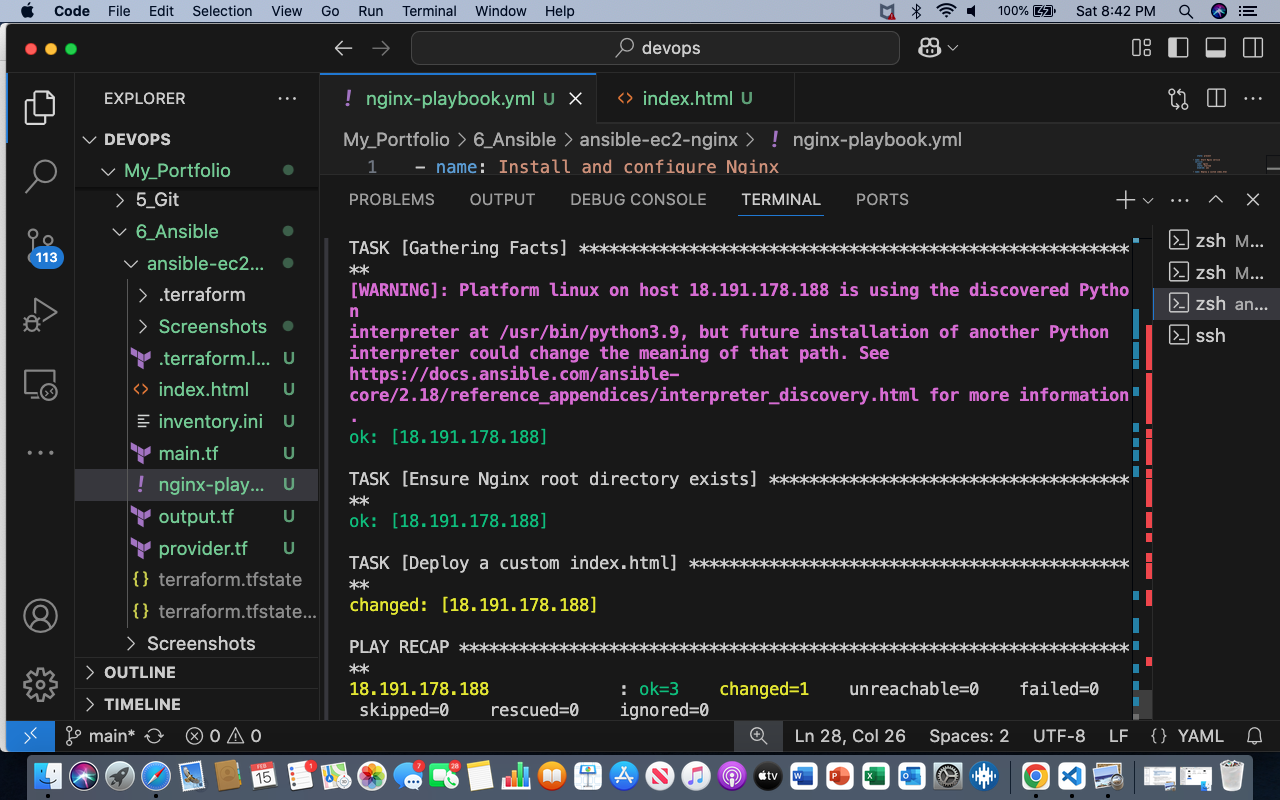 Code File Edit Selection View Go Run Terminal Window Help 100% Sat 8:42 PM
devops
EXPLORER
DEVOPS
My_Portfolio
5_Git
6_Ansible
ansible-ec2...
.terraform
Screenshots
.terraform.l... U
index.html U
inventory.ini U
main.tf U
nginx-play... U
output.tf U
provider.tf U
terraform.tfstate
terraform.tfstate...
Screenshots
OUTLINE
TIMELINE
113
nginx-playbook.yml U
index.html U
My_Portfolio > 6_Ansible > ansible-ec2-nginx > ! nginx-playbook.yml
1 - name: Install and configure Nginx
PROBLEMS OUTPUT DEBUG CONSOLE TERMINAL PORTS
TASK [Gathering Facts] *******************************************************
**
[WARNING]: Platform linux on host 18.191.178.188 is using the discovered Pytho
n
interpreter at /usr/bin/python3.9, but future installation of another Python
interpreter could change the meaning of that path. See
https://docs.ansible.com/ansible-
core/2.18/reference_appendices/interpreter_discovery.html for more information
.
ok: [18.191.178.188]
TASK [Ensure Nginx root directory exists] ************************************
**
ok: [18.191.178.188]
TASK [Deploy a custom index.html] ********************************************
**
changed: [18.191.178.188]
PLAY RECAP *******************************************************************
**
18.191.178.188 : ok=3 changed=1 unreachable=0 failed=0
skipped=0 rescued=0 ignored=0
zsh M...
zsh M...
zsh an...
ssh
main* 0 0 Ln 28, Col 26 Spaces: 2 UTF-8 LF {} YAML
FEB
15
1
7
28
tv